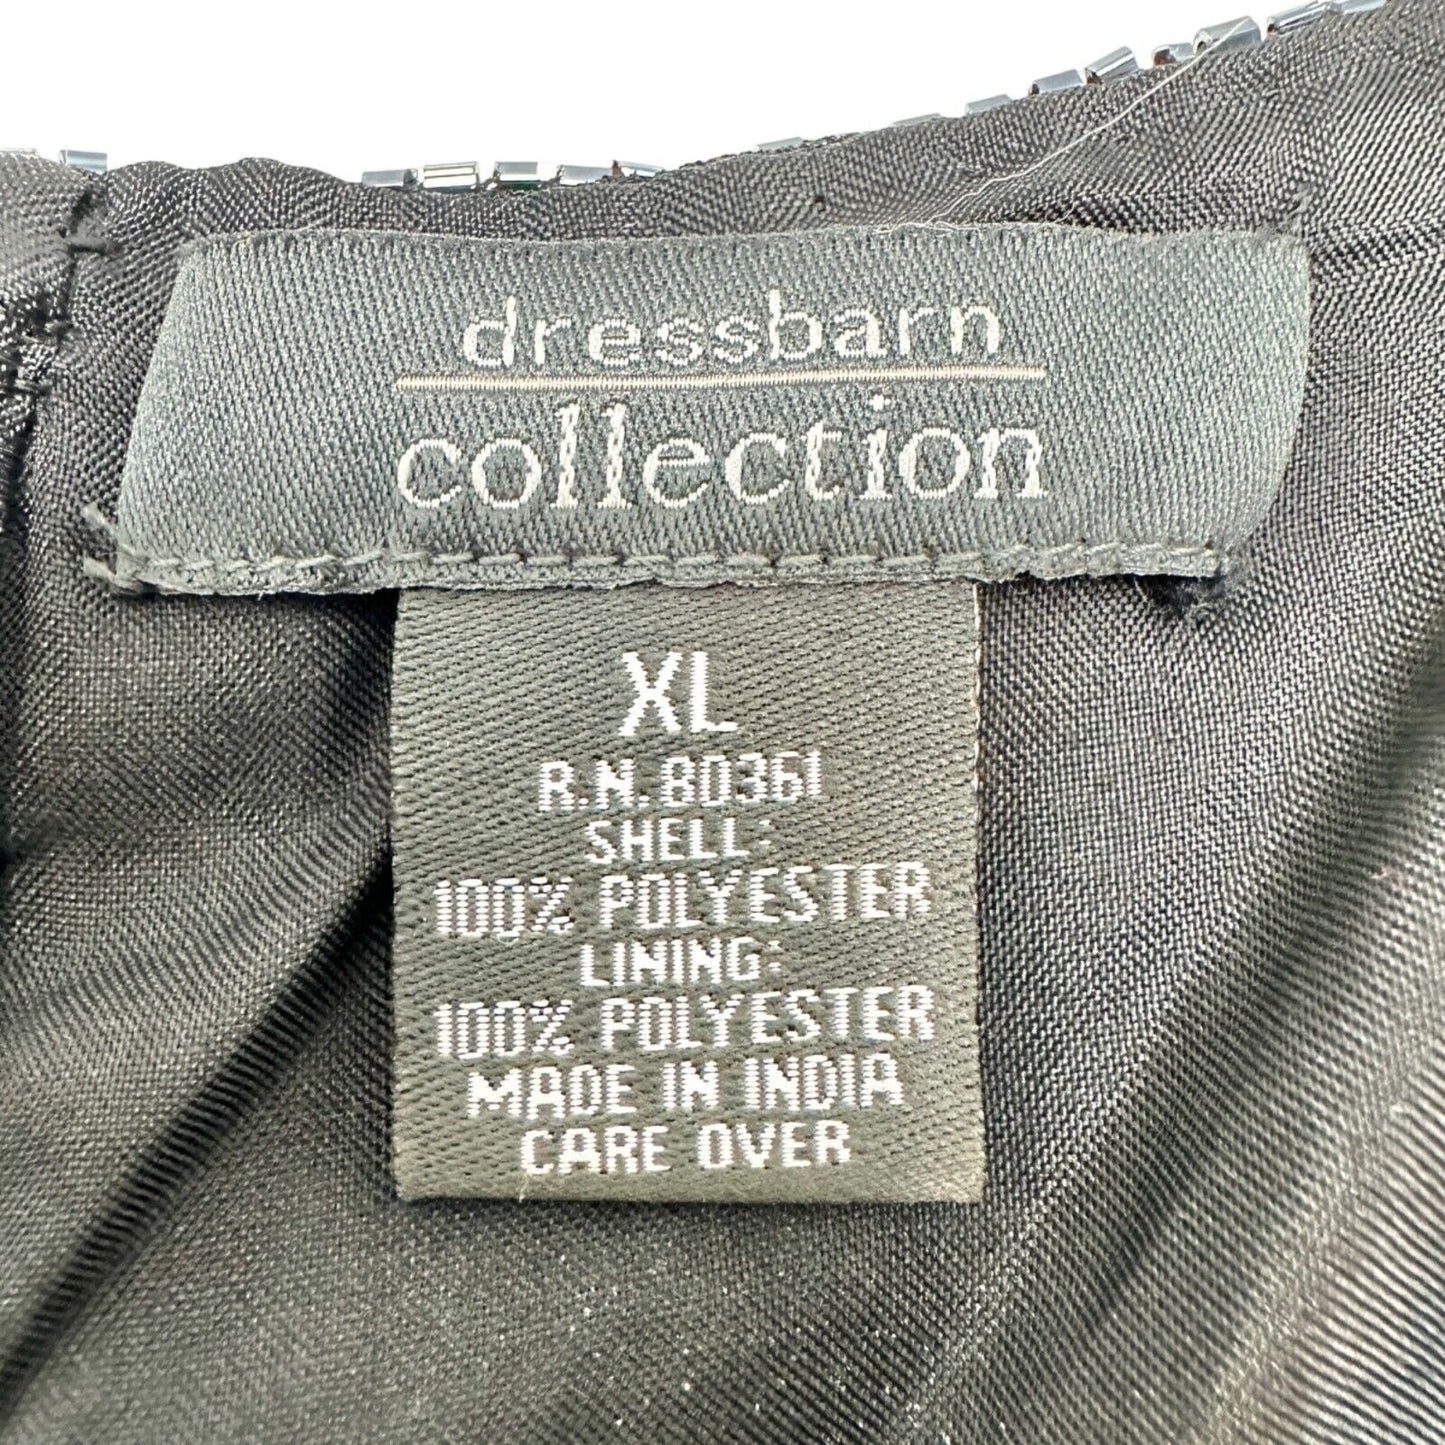 dressbarn
collection
XL
R.N. 80361
SHELL:
100% POLYESTER
LINING:
100% POLYESTER
MADE IN INDIA
CARE OVER